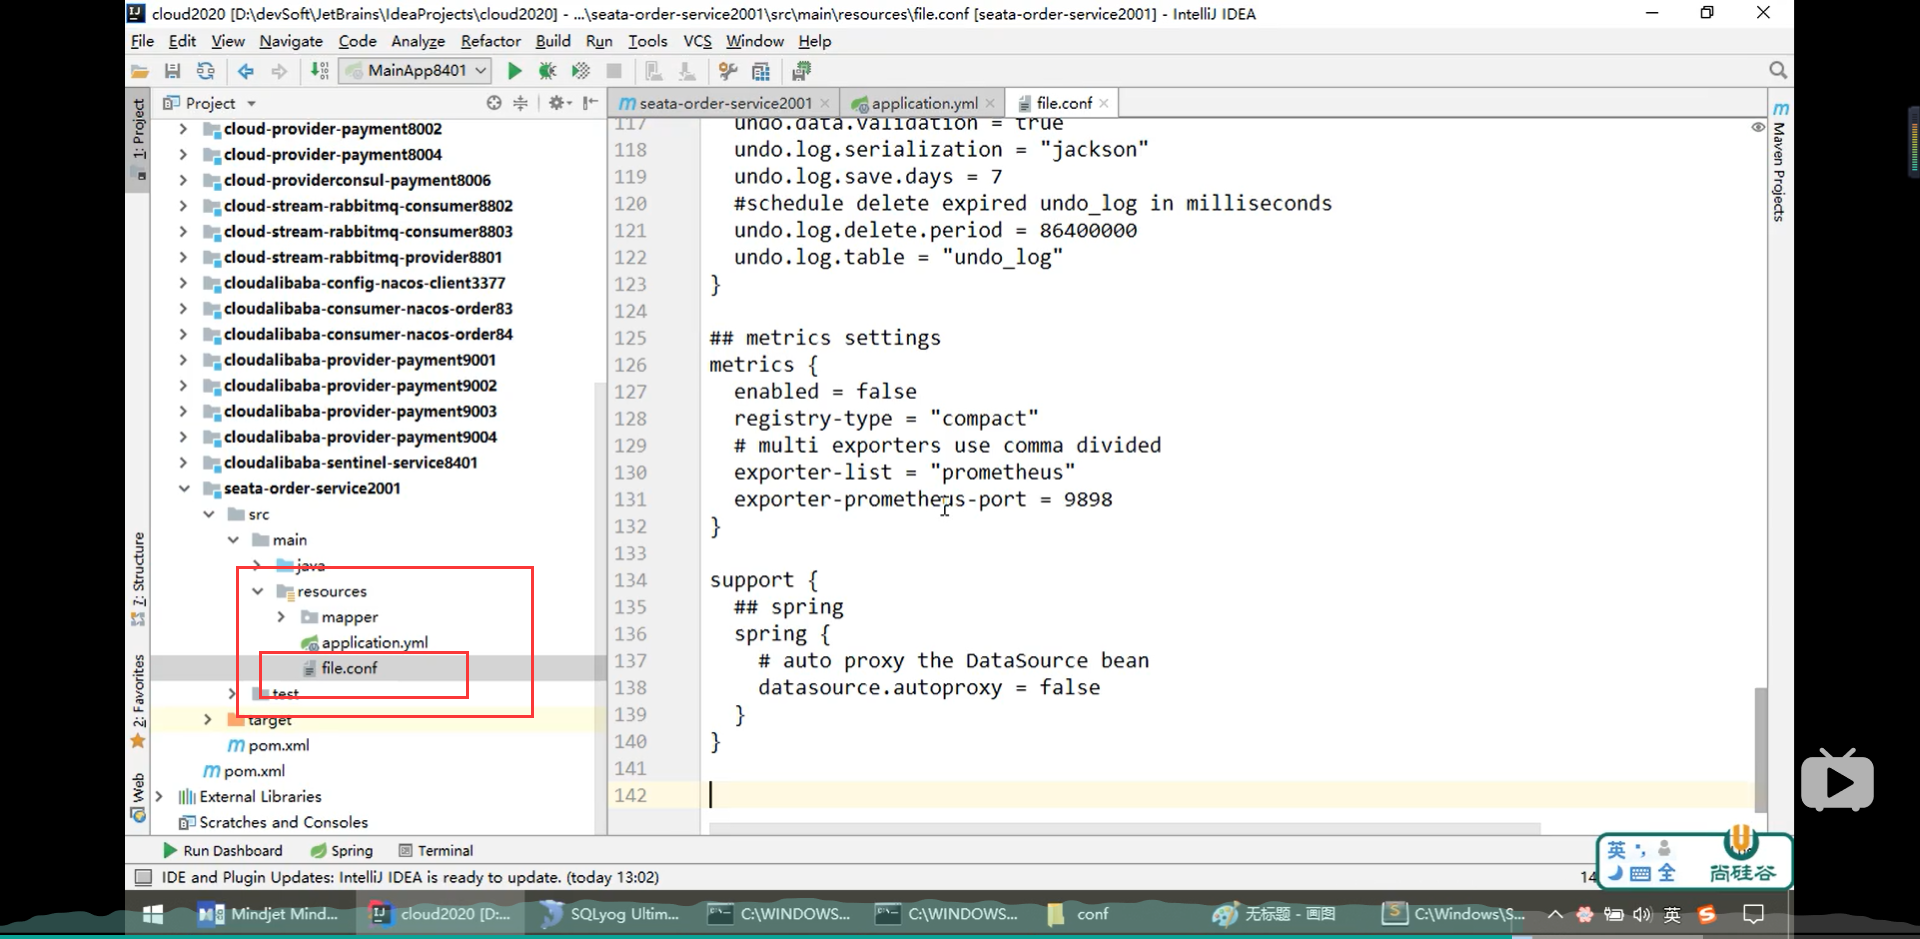 cloud2020 [D:\devSoft\JetBrains\IdeaProjects\cloud2020] - ...\seata-order-service2001\src\main\resources\file.conf [seata-order-service2001] - IntelliJ IDEA
File Edit View Navigate Code Analyze Refactor Build Run Tools VCS Window Help
MainApp8401
Project
seata-order-service2001
application.yml
file.conf
1: Project
7: Structure
2: Favorites
Web
Maven Projects
cloud-provider-payment8002
cloud-provider-payment8004
cloud-providerconsul-payment8006
cloud-stream-rabbitmq-consumer8802
cloud-stream-rabbitmq-consumer8803
cloud-stream-rabbitmq-provider8801
cloudalibaba-config-nacos-client3377
cloudalibaba-consumer-nacos-order83
cloudalibaba-consumer-nacos-order84
cloudalibaba-provider-payment9001
cloudalibaba-provider-payment9002
cloudalibaba-provider-payment9003
cloudalibaba-provider-payment9004
cloudalibaba-sentinel-service8401
seata-order-service2001
src
main
java
resources
mapper
application.yml
file.conf
test
target
pom.xml
pom.xml
External Libraries
Scratches and Consoles
117 undo.data.validation = true
118 undo.log.serialization = "jackson"
119 undo.log.save.days = 7
120 #schedule delete expired undo_log in milliseconds
121 undo.log.delete.period = 86400000
122 undo.log.table = "undo_log"
123 }
124
125 ## metrics settings
126 metrics {
127 enabled = false
128 registry-type = "compact"
129 # multi exporters use comma divided
130 exporter-list = "prometheus"
131 exporter-prometheus-port = 9898
132 }
133
134 support {
135 ## spring
136 spring {
137 # auto proxy the DataSource bean
138 datasource.autoproxy = false
139 }
140 }
141
142
Run Dashboard Spring Terminal
IDE and Plugin Updates: IntelliJ IDEA is ready to update. (today 13:02)
14
英
全
尚硅谷
Mindjet Mind...
cloud2020 [D:...
SQLyog Ultim...
C:\WINDOWS...
C:\WINDOWS...
conf
无标题 - 画图
C:\Windows\S...
英